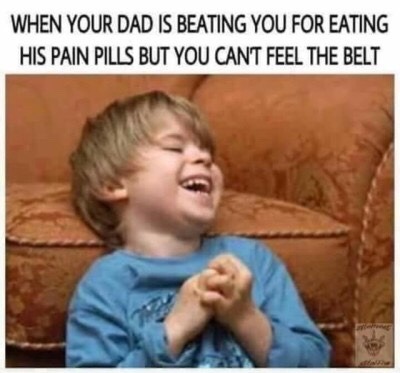 WHEN YOUR DAD IS BEATING YOU FOR EATING
HIS PAIN PILLS BUT YOU CAN'T FEEL THE BELT